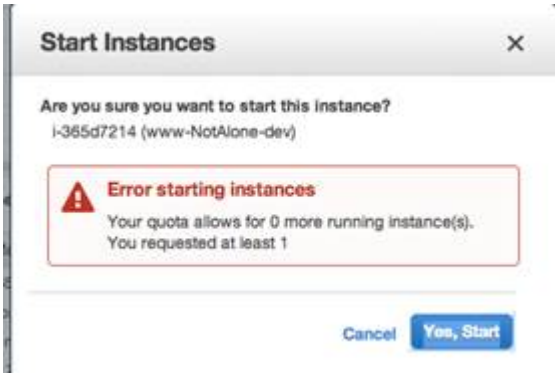 Start Instances
Are you sure you want to start this instance?
i-365d7214 (www-NotAlone-dev)
Error starting instances
Your quota allows for 0 more running instance(s).
You requested at least 1
Cancel
Yes, Start